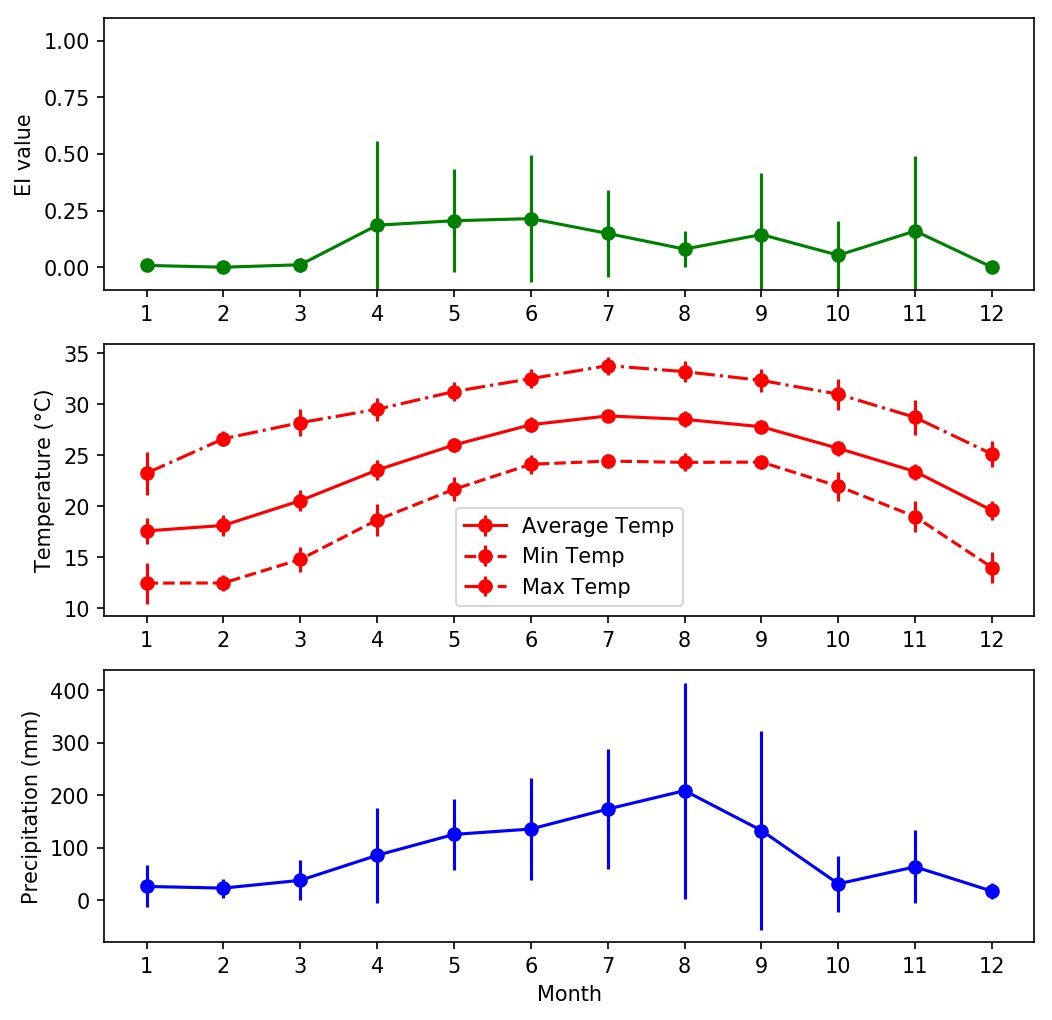 EI value
1.00
0.75
0.50
0.25
0.00
1 2 3 4 5 6 7 8 9 10 11 12
Temperature (°C)
35
30
25
20
15
10
Average Temp
Min Temp
Max Temp
1 2 3 4 5 6 7 8 9 10 11 12
Precipitation (mm)
400
300
200
100
0
1 2 3 4 5 6 7 8 9 10 11 12
Month